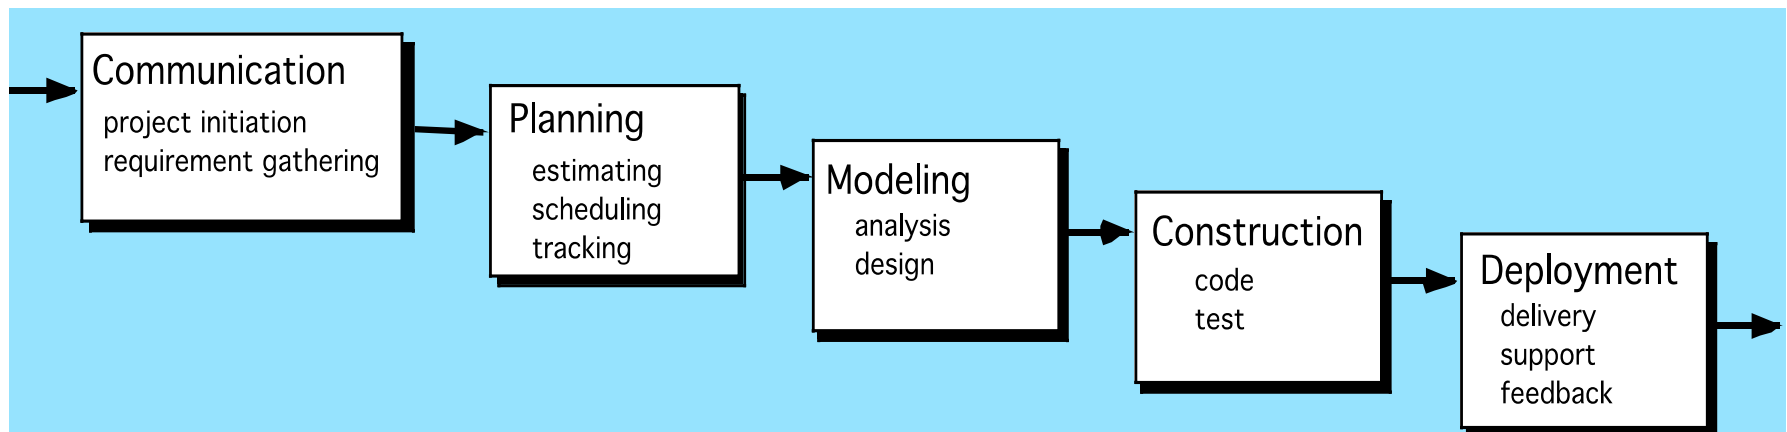 Communication
project initiation
requirement gathering
Planning
estimating
scheduling
tracking
Modeling
analysis
design
Construction
code
test
Deployment
delivery
support
feedback